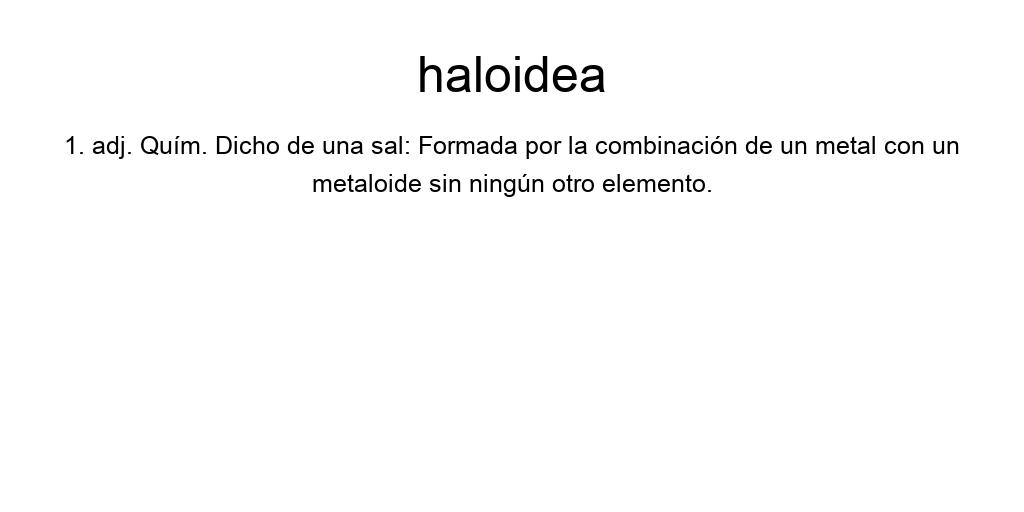 haloidea
1. adj. Quím. Dicho de una sal: Formada por la combinación de un metal con un
metaloide sin ningún otro elemento.